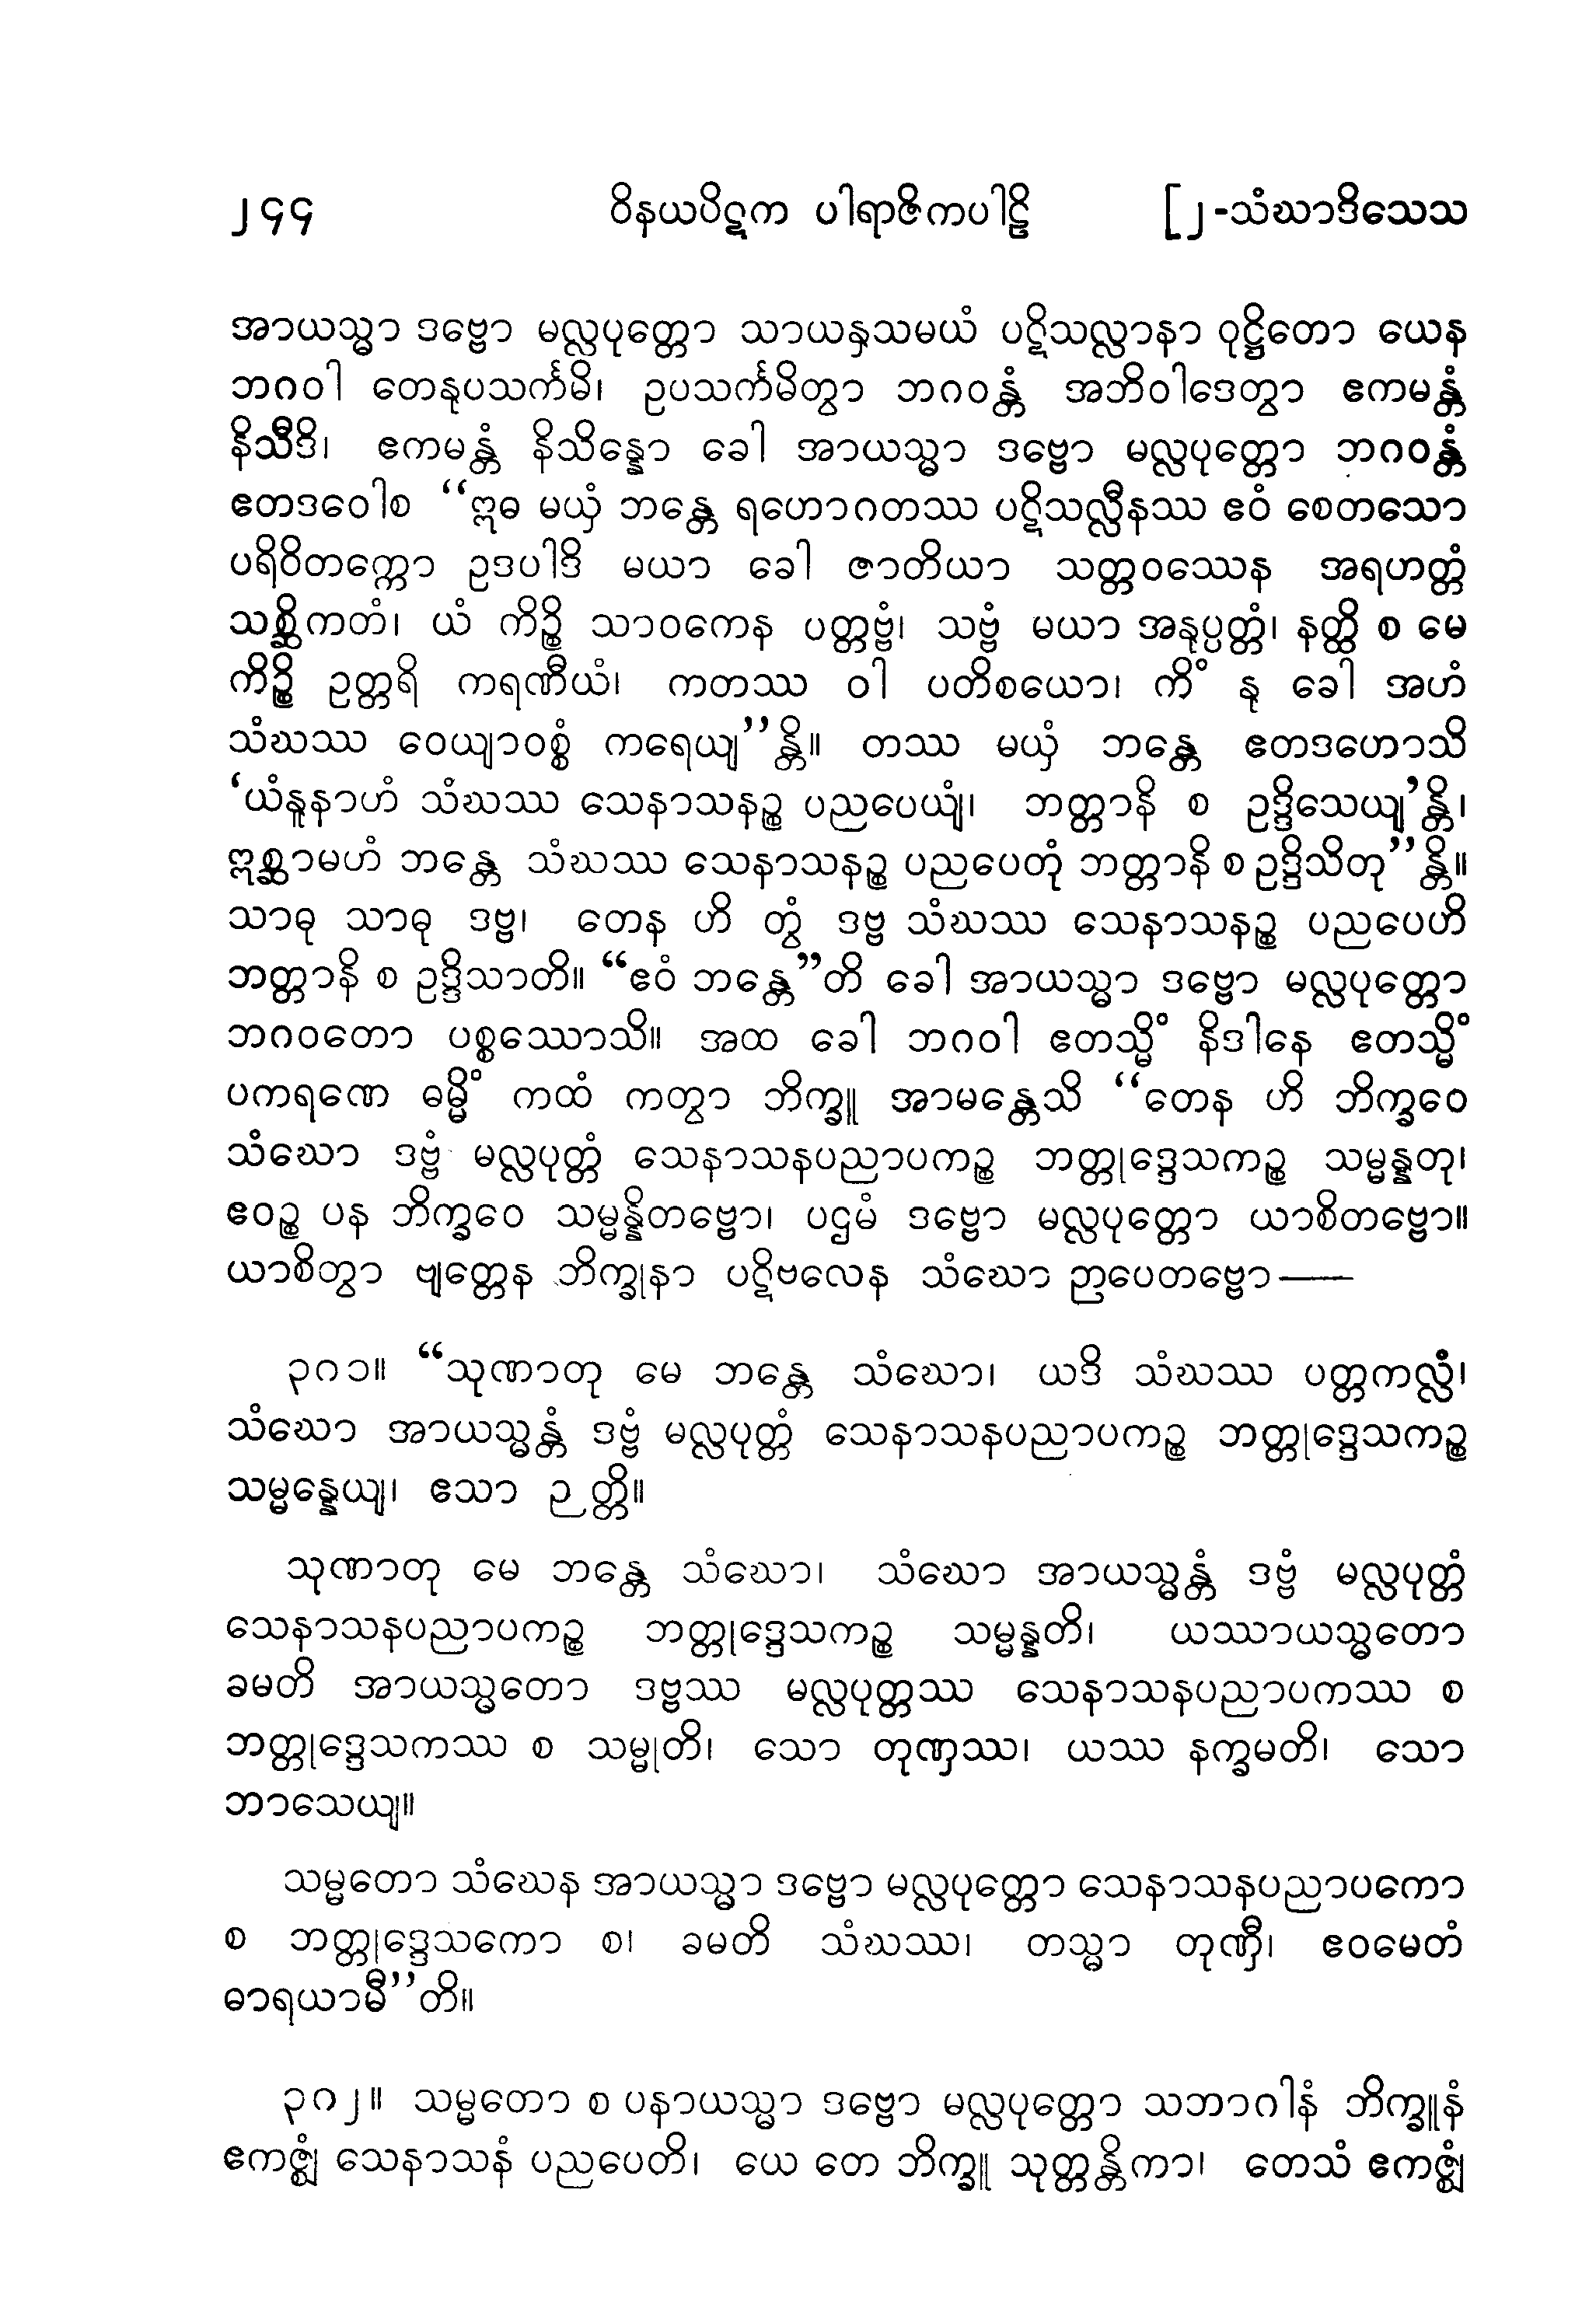 ၂၄၄ ဝိနယပိဋက ပါရာဇိကပါဠိ [၂-သံဃာဒိသေသ
အာယသ္မာ ဒဗ္ဗော မလ္လပုတ္တော သာယနှသမယံ ပဋိသလ္လာနာ ဝုဋ္ဌိတော ယေန
ဘဂဝါ တေနုပသင်္ကမိ၊ ဥပသင်္ကမိတွာ ဘဂဝန္တံ အဘိဝါဒေတွာ ဧကမန္တံ
နိသီဒိ၊ ဧကမန္တံ နိသိန္နော ခေါ အာယသ္မာ ဒဗ္ဗော မလ္လပုတ္တော ဘဂဝန္တံ
ဧတဒဝေါစ “ဣဓ မယှံ ဘန္တေ ရဟောဂတဿ ပဋိသလ္လီနဿ ဧဝံ စေတသော
ပရိဝိတက္ကော ဥဒပါဒိ မယာ ခေါ ဇာတိယာ သတ္တဝဿေန အရဟတ္တံ
သစ္ဆိကတံ၊ ယံ ကိဉ္စိ သာဝကေန ပတ္တဗ္ဗံ၊ သဗ္ဗံ မယာ အနုပ္ပတ္တံ၊ နတ္ထိ စ မေ
ကိဉ္စိ ဥတ္တရိ ကရဏီယံ၊ ကတဿ ဝါ ပတိစယော၊ ကိံ နု ခေါ အဟံ
သံဃဿ ဝေယျာဝစ္စံ ကရေယျ”န္တိ။ တဿ မယှံ ဘန္တေ ဧတဒဟောသိ
‘ယံနူနာဟံ သံဃဿ သေနာသနဉ္စ ပညပေယျံ၊ ဘတ္တာနိ စ ဥဒ္ဒိသေယျ’န္တိ၊
ဣစ္ဆာမဟံ ဘန္တေ သံဃဿ သေနာသနဉ္စ ပညပေတုံ ဘတ္တာနိ စ ဥဒ္ဒိသိတု”န္တိ။
သာဓု သာဓု ဒဗ္ဗ၊ တေန ဟိ တွံ ဒဗ္ဗ သံဃဿ သေနာသနဉ္စ ပညပေဟိ
ဘတ္တာနိ စ ဥဒ္ဒိသာတိ။ “ဧဝံ ဘန္တေ”တိ ခေါ အာယသ္မာ ဒဗ္ဗော မလ္လပုတ္တော
ဘဂဝတော ပစ္စဿောသိ။ အထ ခေါ ဘဂဝါ ဧတသ္မိံ နိဒါနေ ဧတသ္မိံ
ပကရဏေ ဓမ္မိံ ကထံ ကတွာ ဘိက္ခူ အာမန္တေသိ “တေန ဟိ ဘိက္ခဝေ
သံဃော ဒဗ္ဗံ မလ္လပုတ္တံ သေနာသနပညာပကဉ္စ ဘတ္တုဒ္ဒေသကဉ္စ သမ္မန္နတု၊
ဧဝဉ္စ ပန ဘိက္ခဝေ သမ္မန္နိတဗ္ဗော၊ ပဌမံ ဒဗ္ဗော မလ္လပုတ္တော ယာစိတဗ္ဗော။
ယာစိတွာ ဗျတ္တေန ဘိက္ခုနာ ပဋိဗလေန သံဃော ဉာပေတဗ္ဗော——
၃၈၁။ “သုဏာတု မေ ဘန္တေ သံဃော၊ ယဒိ သံဃဿ ပတ္တကလ္လံ၊
သံဃော အာယသ္မန္တံ ဒဗ္ဗံ မလ္လပုတ္တံ သေနာသနပညာပကဉ္စ ဘတ္တုဒ္ဒေသကဉ္စ
သမ္မန္နေယျ၊ ဧသာ ဉတ္တိ။
သုဏာတု မေ ဘန္တေ သံဃော၊ သံဃော အာယသ္မန္တံ ဒဗ္ဗံ မလ္လပုတ္တံ
သေနာသနပညာပကဉ္စ ဘတ္တုဒ္ဒေသကဉ္စ သမ္မန္နတိ၊ ယဿာယသ္မတော
ခမတိ အာယသ္မတော ဒဗ္ဗဿ မလ္လပုတ္တဿ သေနာသနပညာပကဿ စ
ဘတ္တုဒ္ဒေသကဿ စ သမ္မုတိ၊ သော တုဏှဿ၊ ယဿ နက္ခမတိ၊ သော
ဘာသေယျ။
သမ္မတော သံဃေန အာယသ္မာ ဒဗ္ဗော မလ္လပုတ္တော သေနာသနပညာပကော
စ ဘတ္တုဒ္ဒေသကော စ၊ ခမတိ သံဃဿ၊ တသ္မာ တုဏှီ၊ ဧဝမေတံ
ဓာရယာမီ”တိ။
၃၈၂။ သမ္မတော စ ပနာယသ္မာ ဒဗ္ဗော မလ္လပုတ္တော သဘာဂါနံ ဘိက္ခူနံ
ဧကဇ္ဈံ သေနာသနံ ပညပေတိ၊ ယေ တေ ဘိက္ခူ သုတ္တန္တိကာ၊ တေသံ ဧကဇ္ဈံ